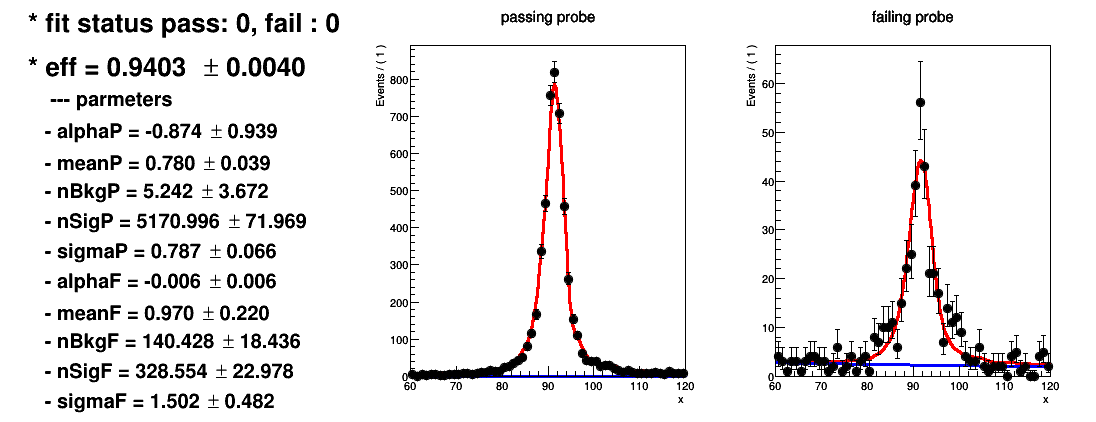 * fit status pass: 0, fail : 0
* eff = 0.9403 ± 0.0040
--- parmeters
- alphaP = -0.874 ± 0.939
- meanP = 0.780 ± 0.039
- nBkgP = 5.242 ± 3.672
- nSigP = 5170.996 ± 71.969
- sigmaP = 0.787 ± 0.066
- alphaF = -0.006 ± 0.006
- meanF = 0.970 ± 0.220
- nBkgF = 140.428 ± 18.436
- nSigF = 328.554 ± 22.978
- sigmaF = 1.502 ± 0.482
passing probe
Events / ( 1 )
800
700
600
500
400
300
200
100
0
60 70 80 90 100 110 120
x
failing probe
Events / ( 1 )
60
50
40
30
20
10
0
60 70 80 90 100 110 120
x